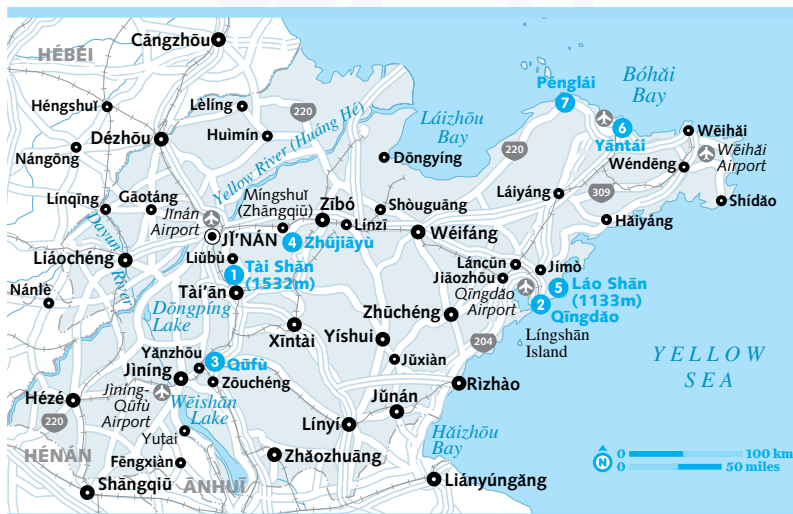 HÉBĚI
Cāngzhōu
Héngshuǐ
Lèlíng
220
Dézhōu
Huìmín
Nángōng
Yellow River (Huáng Hé)
Láizhōu
Bay
Dōngyíng
Pénglái
7
Bóhǎi
Bay
6
Yāntái
Wēihǎi
Wēihǎi
Airport
220
Wéndēng
Línqīng
Gāotáng
Jǐnán
Airport
Míngshuǐ
(Zhāngqiū)
Zībó
Shòuguāng
Línzī
Láiyáng
309
Shídǎo
Hǎiyáng
Dayun
River
JǏ'NÁN
4
Zhūjiāyù
Wéifāng
Liáochéng
Liǔbù
1
Tài Shān
(1532m)
Láncūn
Jiāozhōu
Jímò
Qīngdǎo
Airport
5
Láo Shān
(1133m)
2
Qīngdǎo
Nánlè
Tài'ān
Dōngpíng
Lake
Zhūchéng
Xīntài
Yíshuǐ
204
Língshān
Island
YELLOW
SEA
Yǎnzhōu
3
Qūfù
Jǔxiàn
Jìníng
Zōuchéng
Jìníng-
Qūfù
Airport
Wēishān
Lake
Hézé
220
Rìzhào
Jǔnán
Línyí
Yutai
HÉNÁN
Fēngxiàn
Zhǎozhuāng
Hǎizhōu
Bay
Shāngqiū
ĀNHUĪ
Liányúngǎng
N
0 100 km
0 50 miles